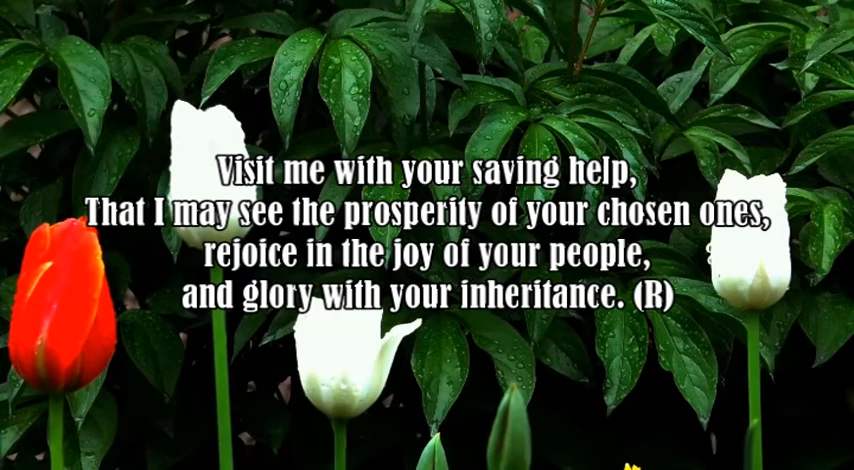 Visit me with your saving help,
That I may see the prosperity of your chosen ones,
rejoice in the joy of your people,
and glory with your inheritance. (R)